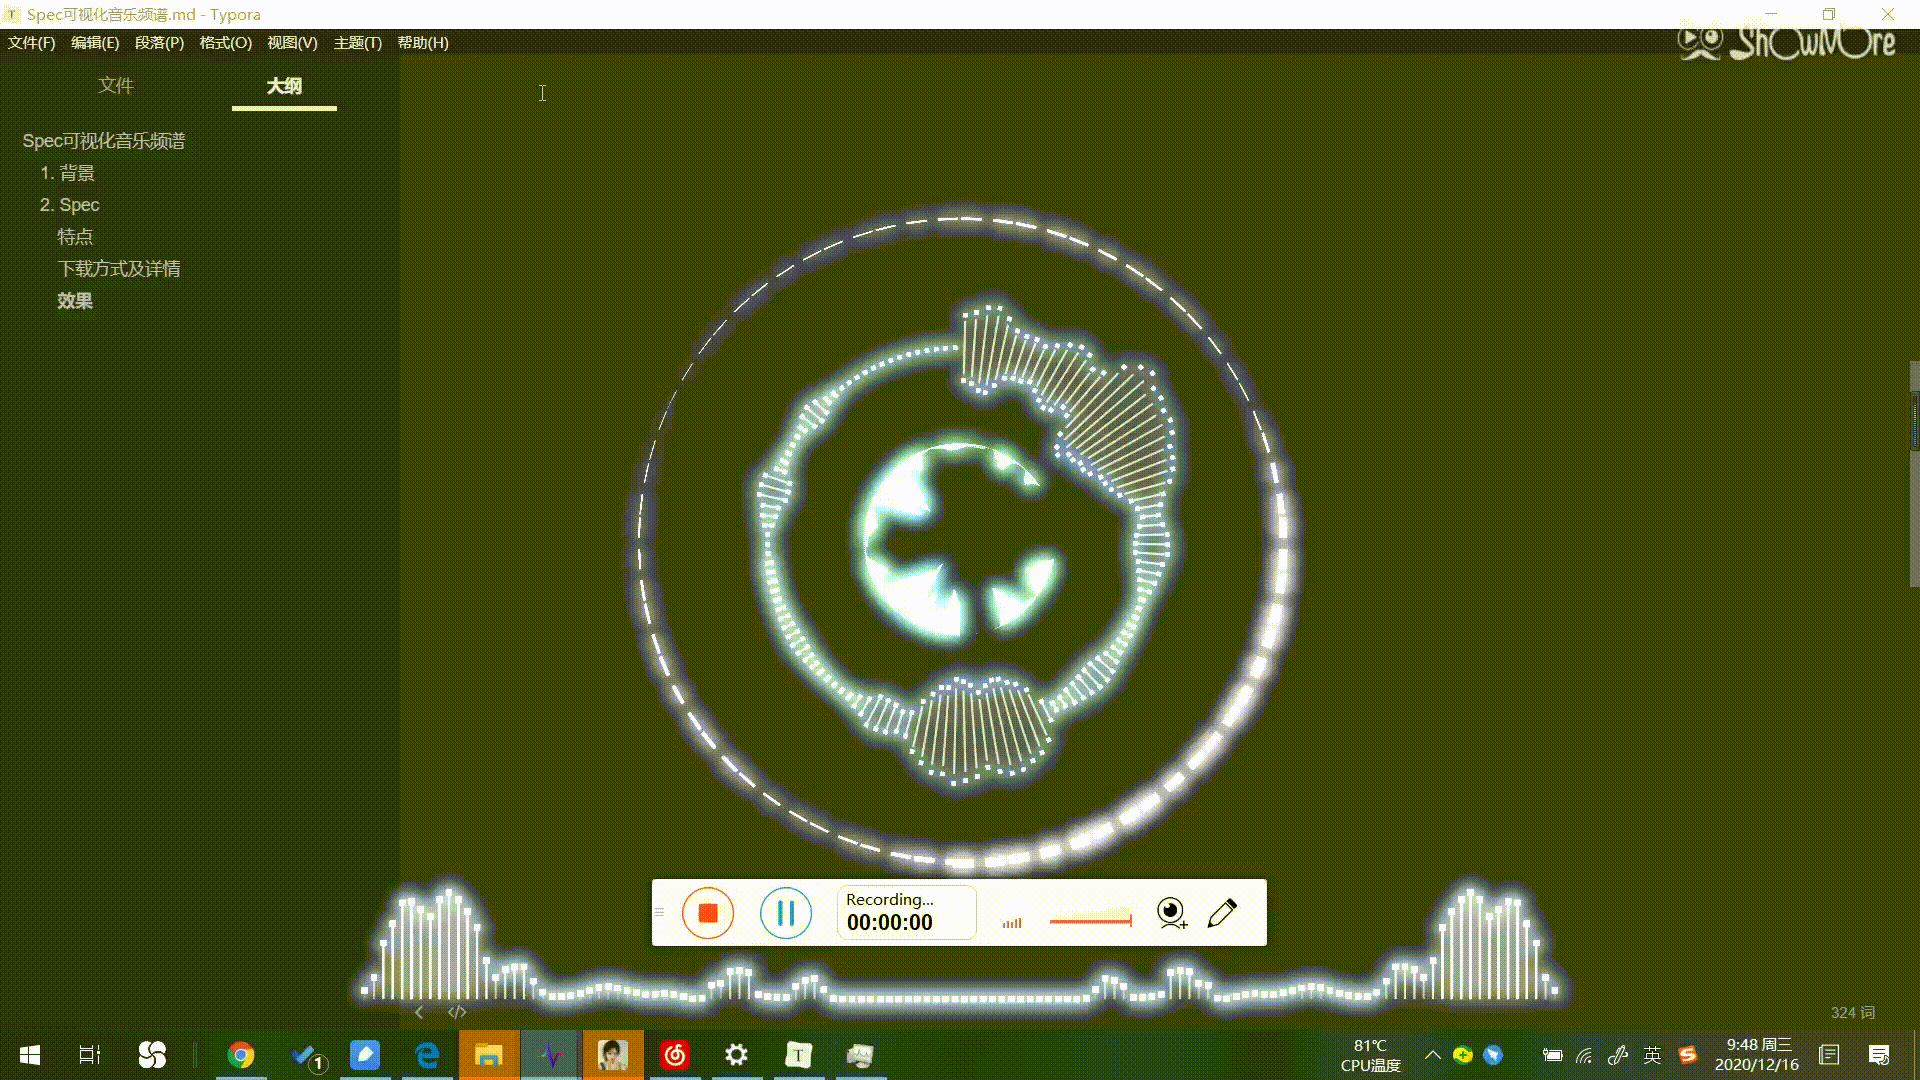 Spec可视化音乐频谱.md - Typora
文件(F) 编辑(E) 段落(P) 格式(O) 视图(V) 主题(T) 帮助(H)
ShowMore
文件 大纲
Spec可视化音乐频谱
1. 背景
2. Spec
特点
下载方式及详情
效果
Recording...
00:00:00
324 词
81℃
CPU温度
英
9:48 周三
2020/12/16
1